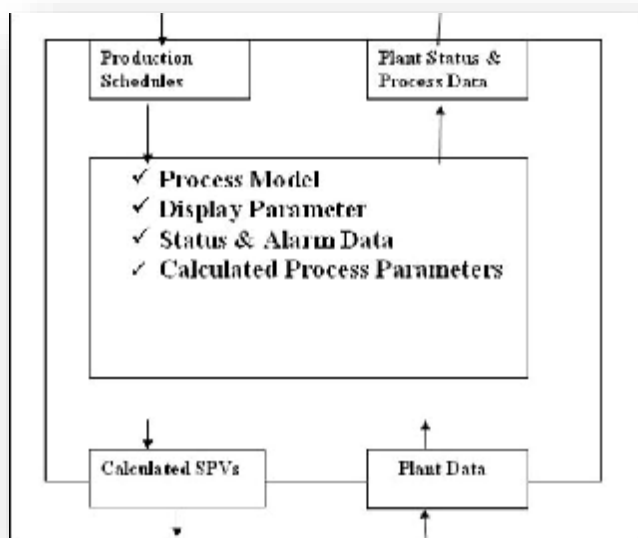 Production
Schedules
Plant Status &
Process Data
✓ Process Model
✓ Display Parameter
✓ Status & Alarm Data
✓ Calculated Process Parameters
Calculated SPVs
Plant Data